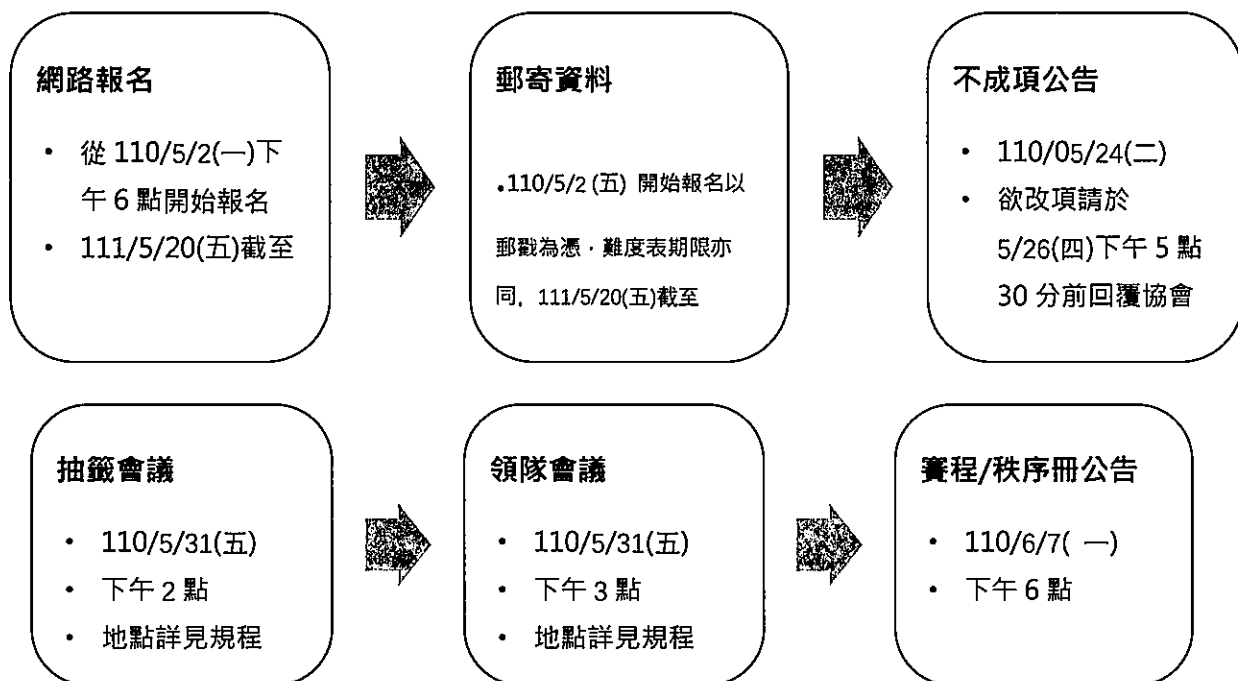 網路報名
• 從 110/5/2(一)下
午 6 點開始報名
• 111/5/20(五)截至
郵寄資料
.110/5/2 (五) 開始報名以
郵戳為憑，難度表期限亦
同. 111/5/20(五)截至
不成項公告
• 110/05/24(二)
• 欲改項請於
5/26(四)下午 5 點
30 分前回覆協會
抽籤會議
• 110/5/31(五)
• 下午 2 點
• 地點詳見規程
領隊會議
• 110/5/31(五)
• 下午 3 點
• 地點詳見規程
賽程/秩序冊公告
• 110/6/7( 一)
• 下午 6 點